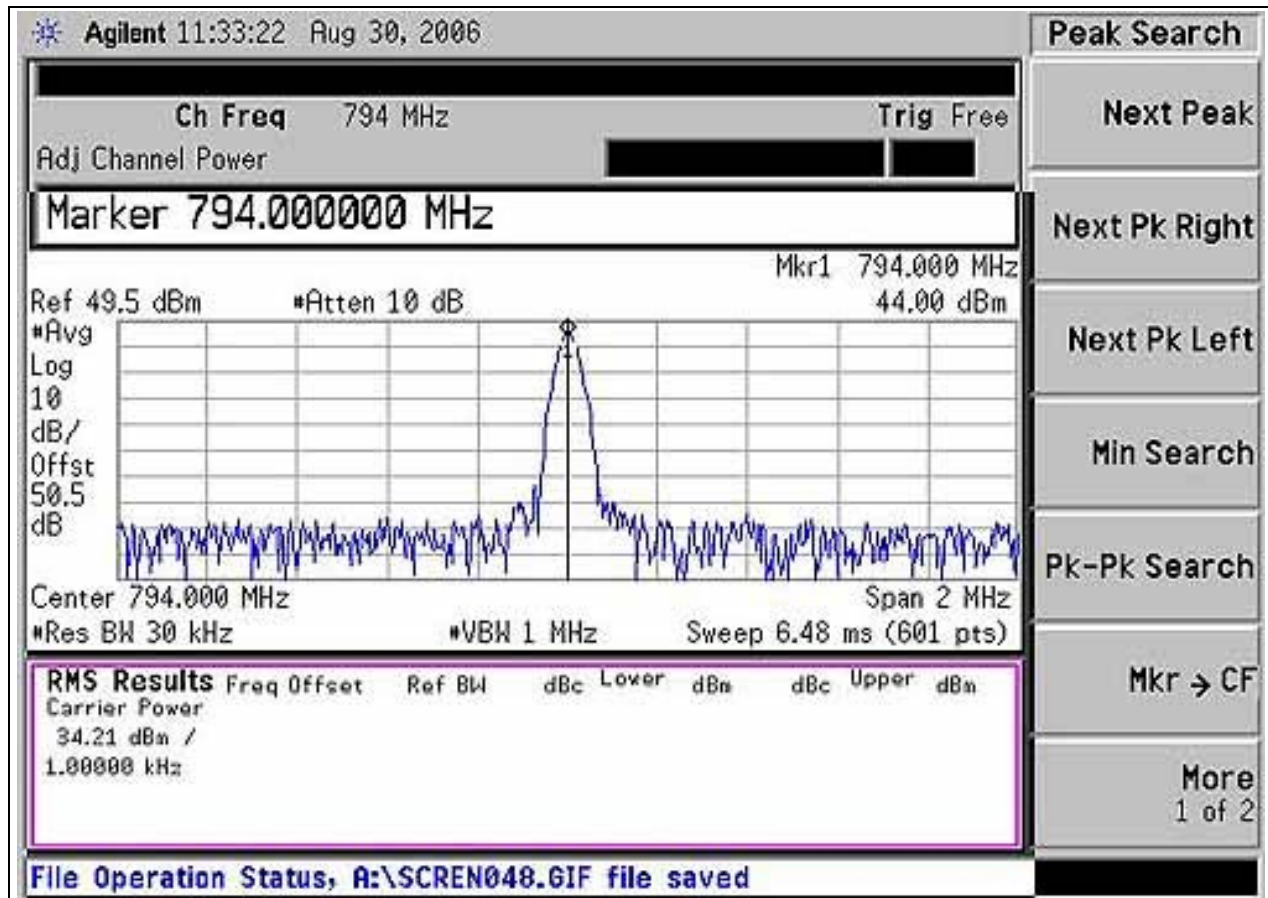 Agilent 11:33:22 Aug 30, 2006
Peak Search
Ch Freq 794 MHz
Trig Free
Adj Channel Power
Marker 794.000000 MHz
Mkr1 794.000 MHz
Ref 49.5 dBm #Atten 10 dB 44.00 dBm
#Avg
Log
10
dB/
Offst
50.5
dB
1
Center 794.000 MHz Span 2 MHz
#Res BW 30 kHz #VBW 1 MHz Sweep 6.48 ms (601 pts)
RMS Results Freq Offset Ref BW dBc Lower dBm dBc Upper dBm
Carrier Power
34.21 dBm /
1.00000 kHz
File Operation Status, A:\SCREN048.GIF file saved
Next Peak
Next Pk Right
Next Pk Left
Min Search
Pk-Pk Search
Mkr → CF
More
1 of 2